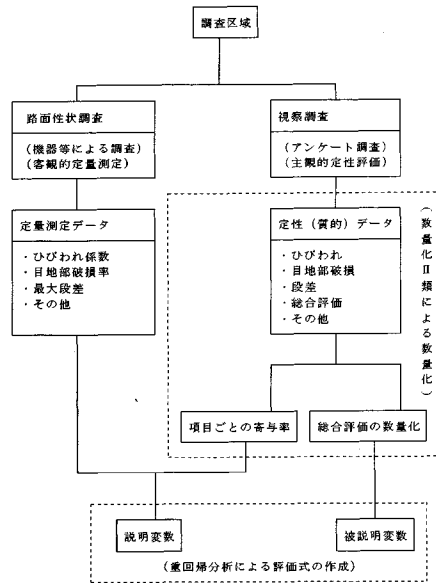 調査区域
路面性状調査
(機器等による調査)
(客観的定量測定)
視察調査
(アンケート調査)
(主観的定性評価)
定量測定データ
・ひびわれ係数
・目地部破損率
・最大段差
・その他
定性(質的)データ
・ひびわれ
・目地部破損
・段差
・総合評価
・その他
(数量化II類による数量化)
項目ごとの寄与率
総合評価の数量化
説明変数
被説明変数
(重回帰分析による評価式の作成)